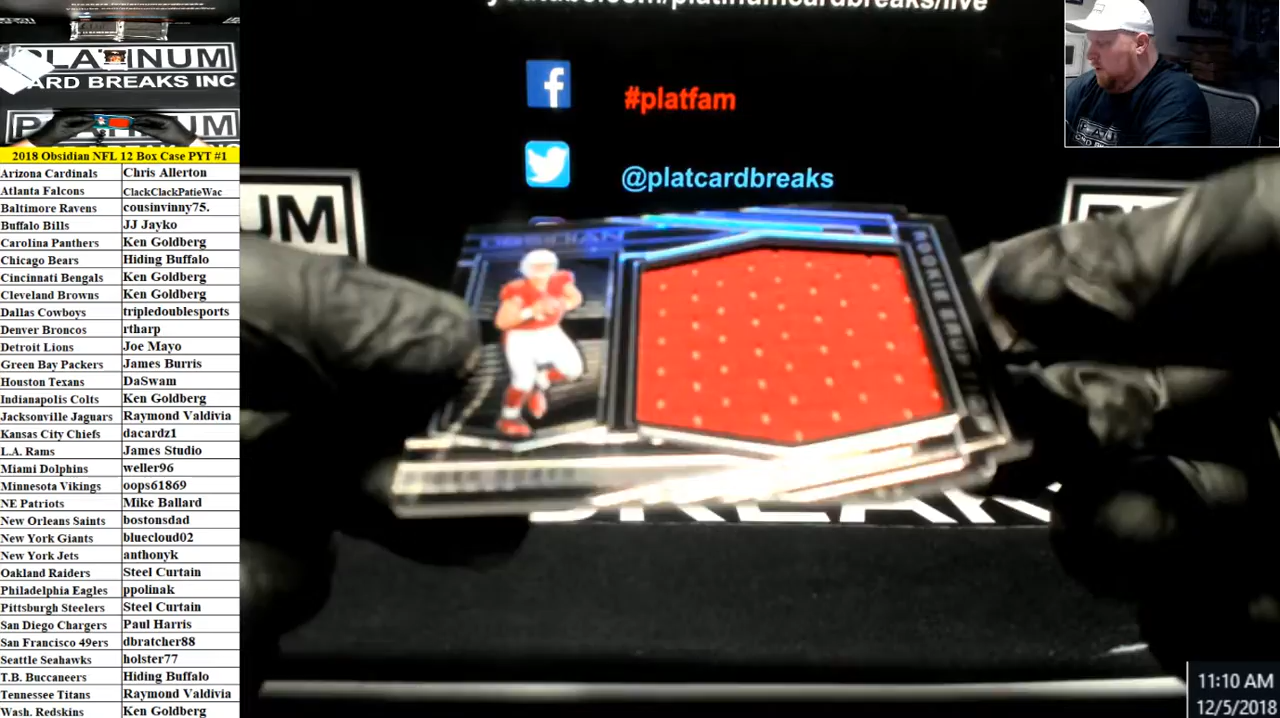 youtube.com/platinumcardbreaks/live
#platfam
@platcardbreaks
PLATINUM
CARD BREAKS INC
PLATINUM
2018 Obsidian NFL 12 Box Case PYT #1
Arizona Cardinals Chris Allerton
Atlanta Falcons ClackClackPatieWac
Baltimore Ravens cousinvinny75.
Buffalo Bills JJ Jayko
Carolina Panthers Ken Goldberg
Chicago Bears Hiding Buffalo
Cincinnati Bengals Ken Goldberg
Cleveland Browns Ken Goldberg
Dallas Cowboys tripledoublesports
Denver Broncos rtharp
Detroit Lions Joe Mayo
Green Bay Packers James Burris
Houston Texans DaSwam
Indianapolis Colts Ken Goldberg
Jacksonville Jaguars Raymond Valdivia
Kansas City Chiefs dacardz1
L.A. Rams James Studio
Miami Dolphins weller96
Minnesota Vikings oops61869
NE Patriots Mike Ballard
New Orleans Saints bostonsdad
New York Giants bluecloud02
New York Jets anthonyk
Oakland Raiders Steel Curtain
Philadelphia Eagles ppolinak
Pittsburgh Steelers Steel Curtain
San Diego Chargers Paul Harris
San Francisco 49ers dbratcher88
Seattle Seahawks holster77
T.B. Buccaneers Hiding Buffalo
Tennessee Titans Raymond Valdivia
Wash. Redskins Ken Goldberg
UM
OBSIDIAN
ROOKIE
BREAK
11:10 AM
12/5/2018